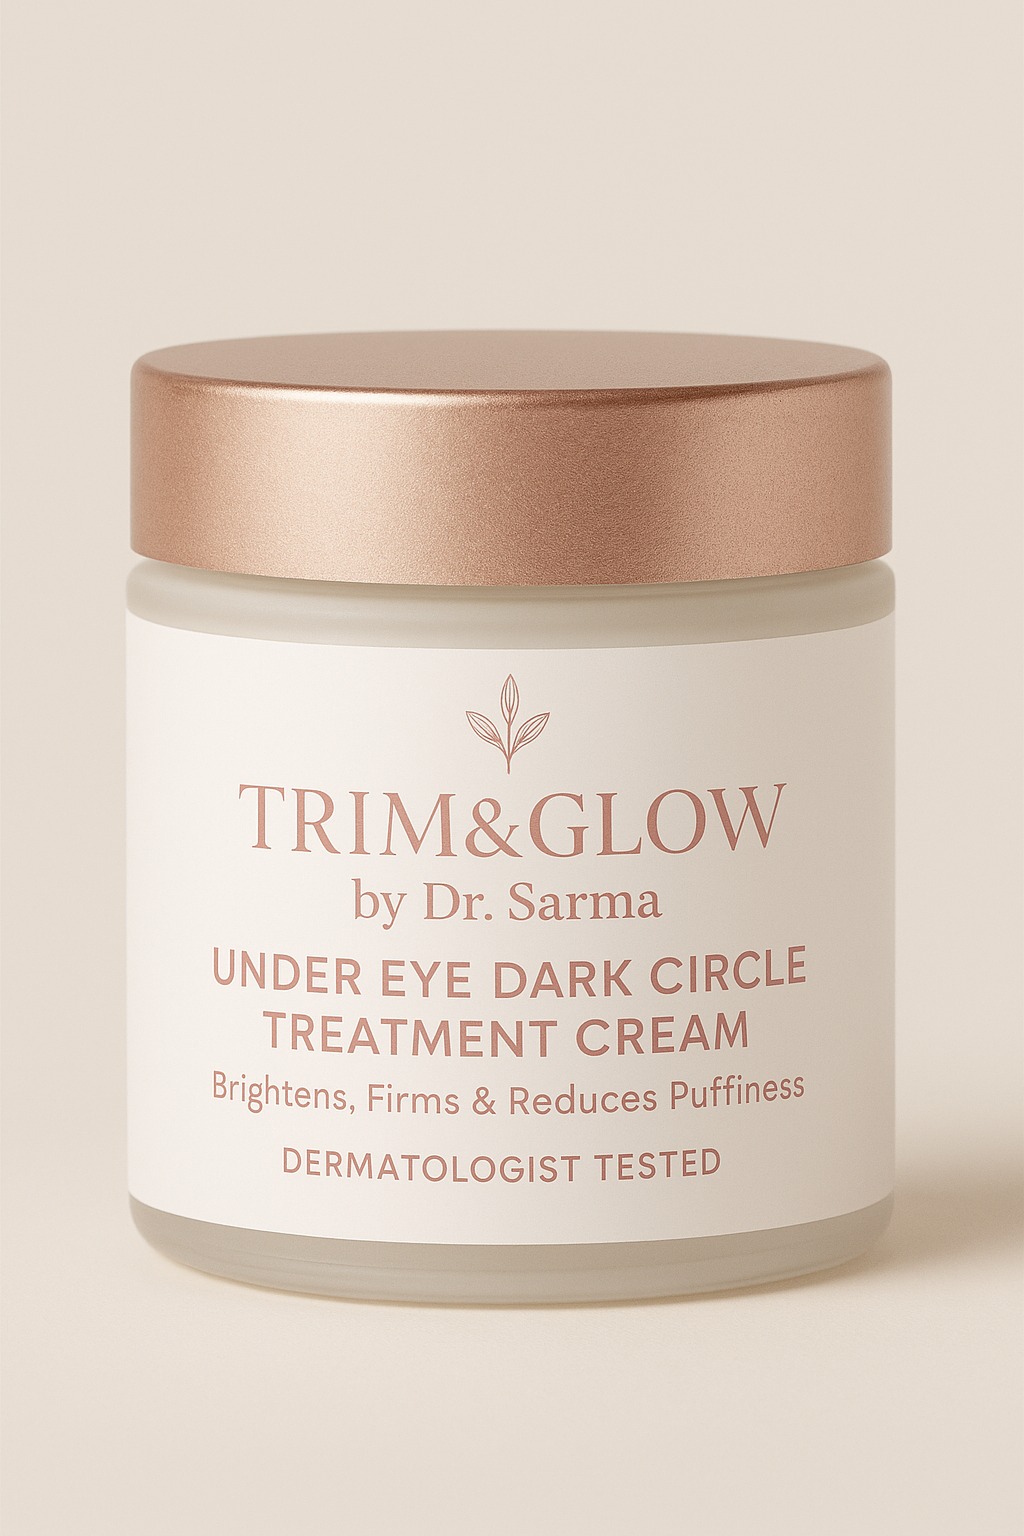 TRIM&GLOW
by Dr. Sarma
UNDER EYE DARK CIRCLE
TREATMENT CREAM
Brightens, Firms & Reduces Puffiness
DERMATOLOGIST TESTED